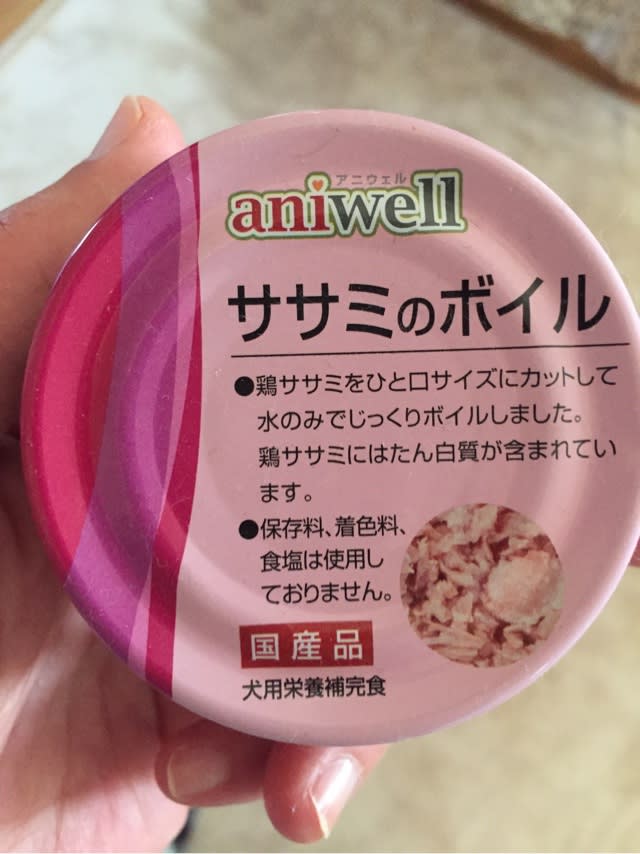 アニウェル
aniwell
ササミのボイル
●鶏ササミをひと口サイズにカットして
水のみでじっくりボイルしました。
鶏ササミにはたん白質が含まれてい
ます。
●保存料、着色料、
食塩は使用し
ておりません。
国産品
犬用栄養補完食